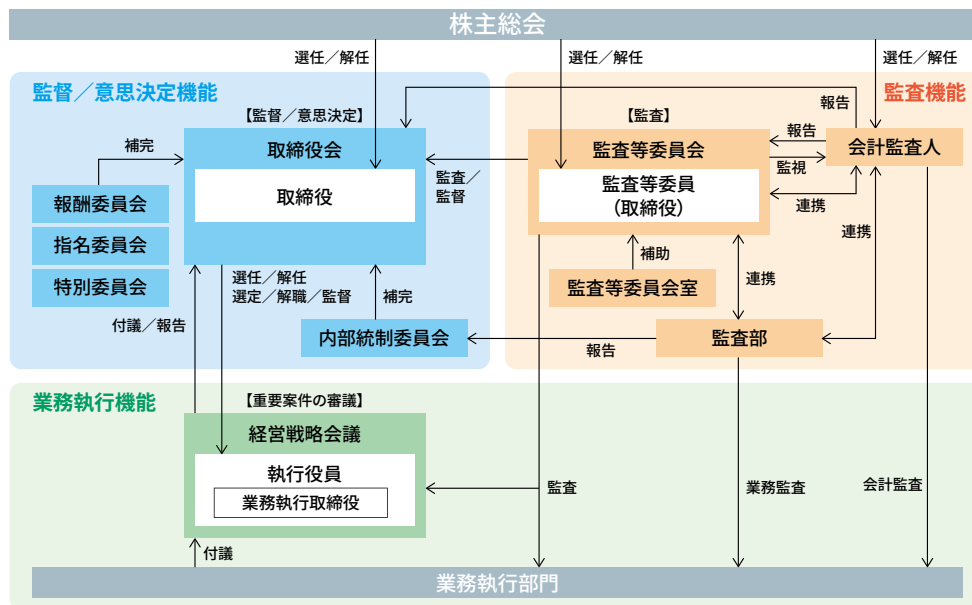 株主総会
選任／解任
選任／解任
選任／解任
監督／意思決定機能
監査機能
【監督／意思決定】
【監査】
報告
取締役会
取締役
補完
報酬委員会
指名委員会
特別委員会
監査／
監督
監査等委員会
監査等委員
（取締役）
報告
監視
連携
会計監査人
連携
補助
監査等委員会室
連携
選任／解任
選定／解職／監督
補完
付議／報告
内部統制委員会
報告
監査部
業務執行機能
【重要案件の審議】
経営戦略会議
執行役員
業務執行取締役
監査
業務監査
会計監査
付議
業務執行部門